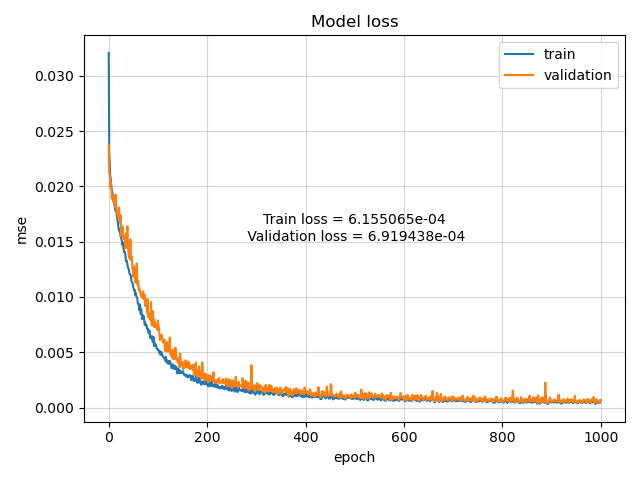 Model loss
train
validation
0.030
0.025
0.020
0.015
0.010
0.005
0.000
mse
Train loss = 6.155065e-04
Validation loss = 6.919438e-04
0
200
400
600
800
1000
epoch